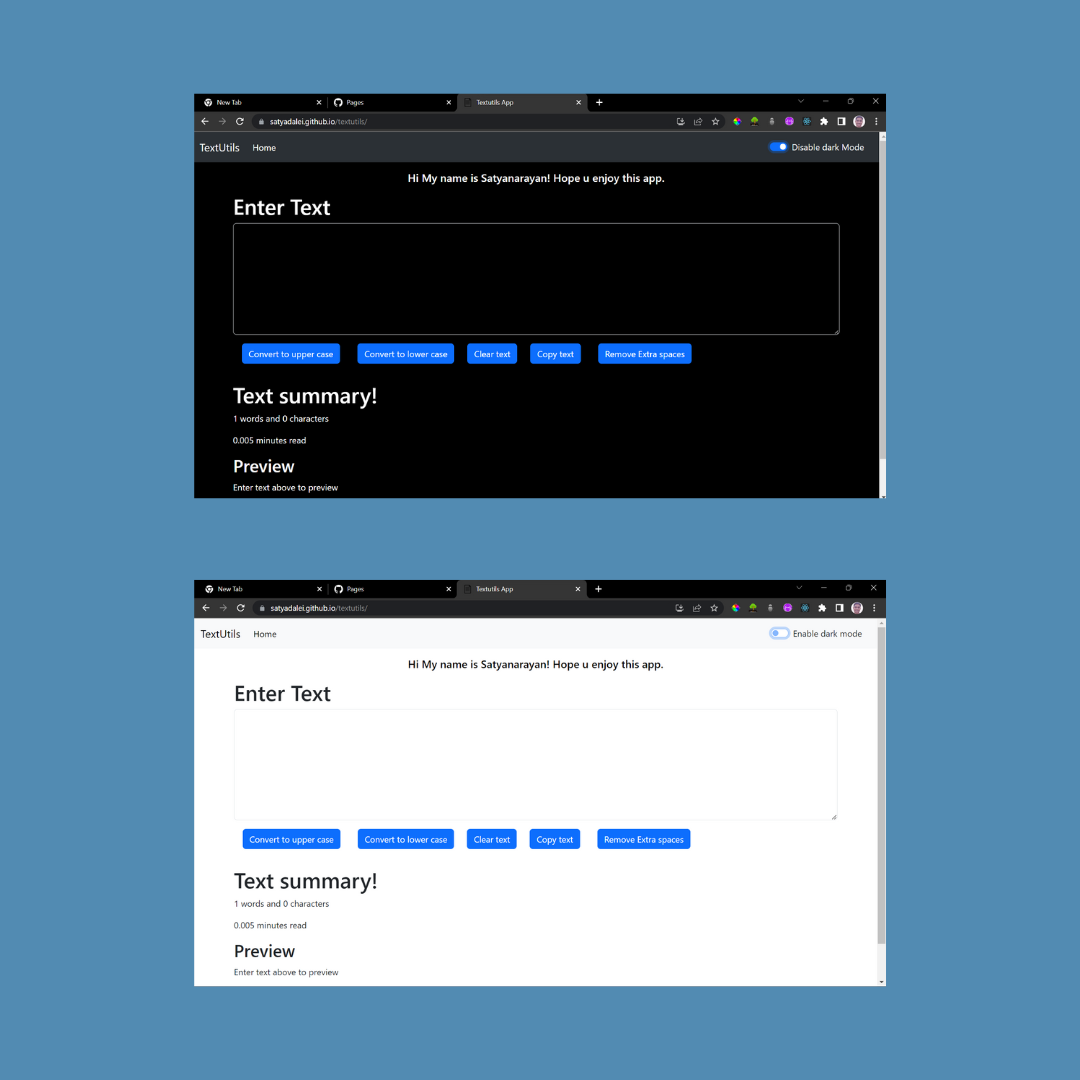 New Tab Pages Textutils App
satyadalei.github.io/textutils/
TextUtils Home Disable dark Mode
Hi My name is Satyanarayan! Hope u enjoy this app.
Enter Text
Convert to upper case Convert to lower case Clear text Copy text Remove Extra spaces
Text summary!
1 words and 0 characters
0.005 minutes read
Preview
Enter text above to preview
New Tab Pages Textutils App
satyadalei.github.io/textutils/
TextUtils Home Enable dark mode
Hi My name is Satyanarayan! Hope u enjoy this app.
Enter Text
Convert to upper case Convert to lower case Clear text Copy text Remove Extra spaces
Text summary!
1 words and 0 characters
0.005 minutes read
Preview
Enter text above to preview